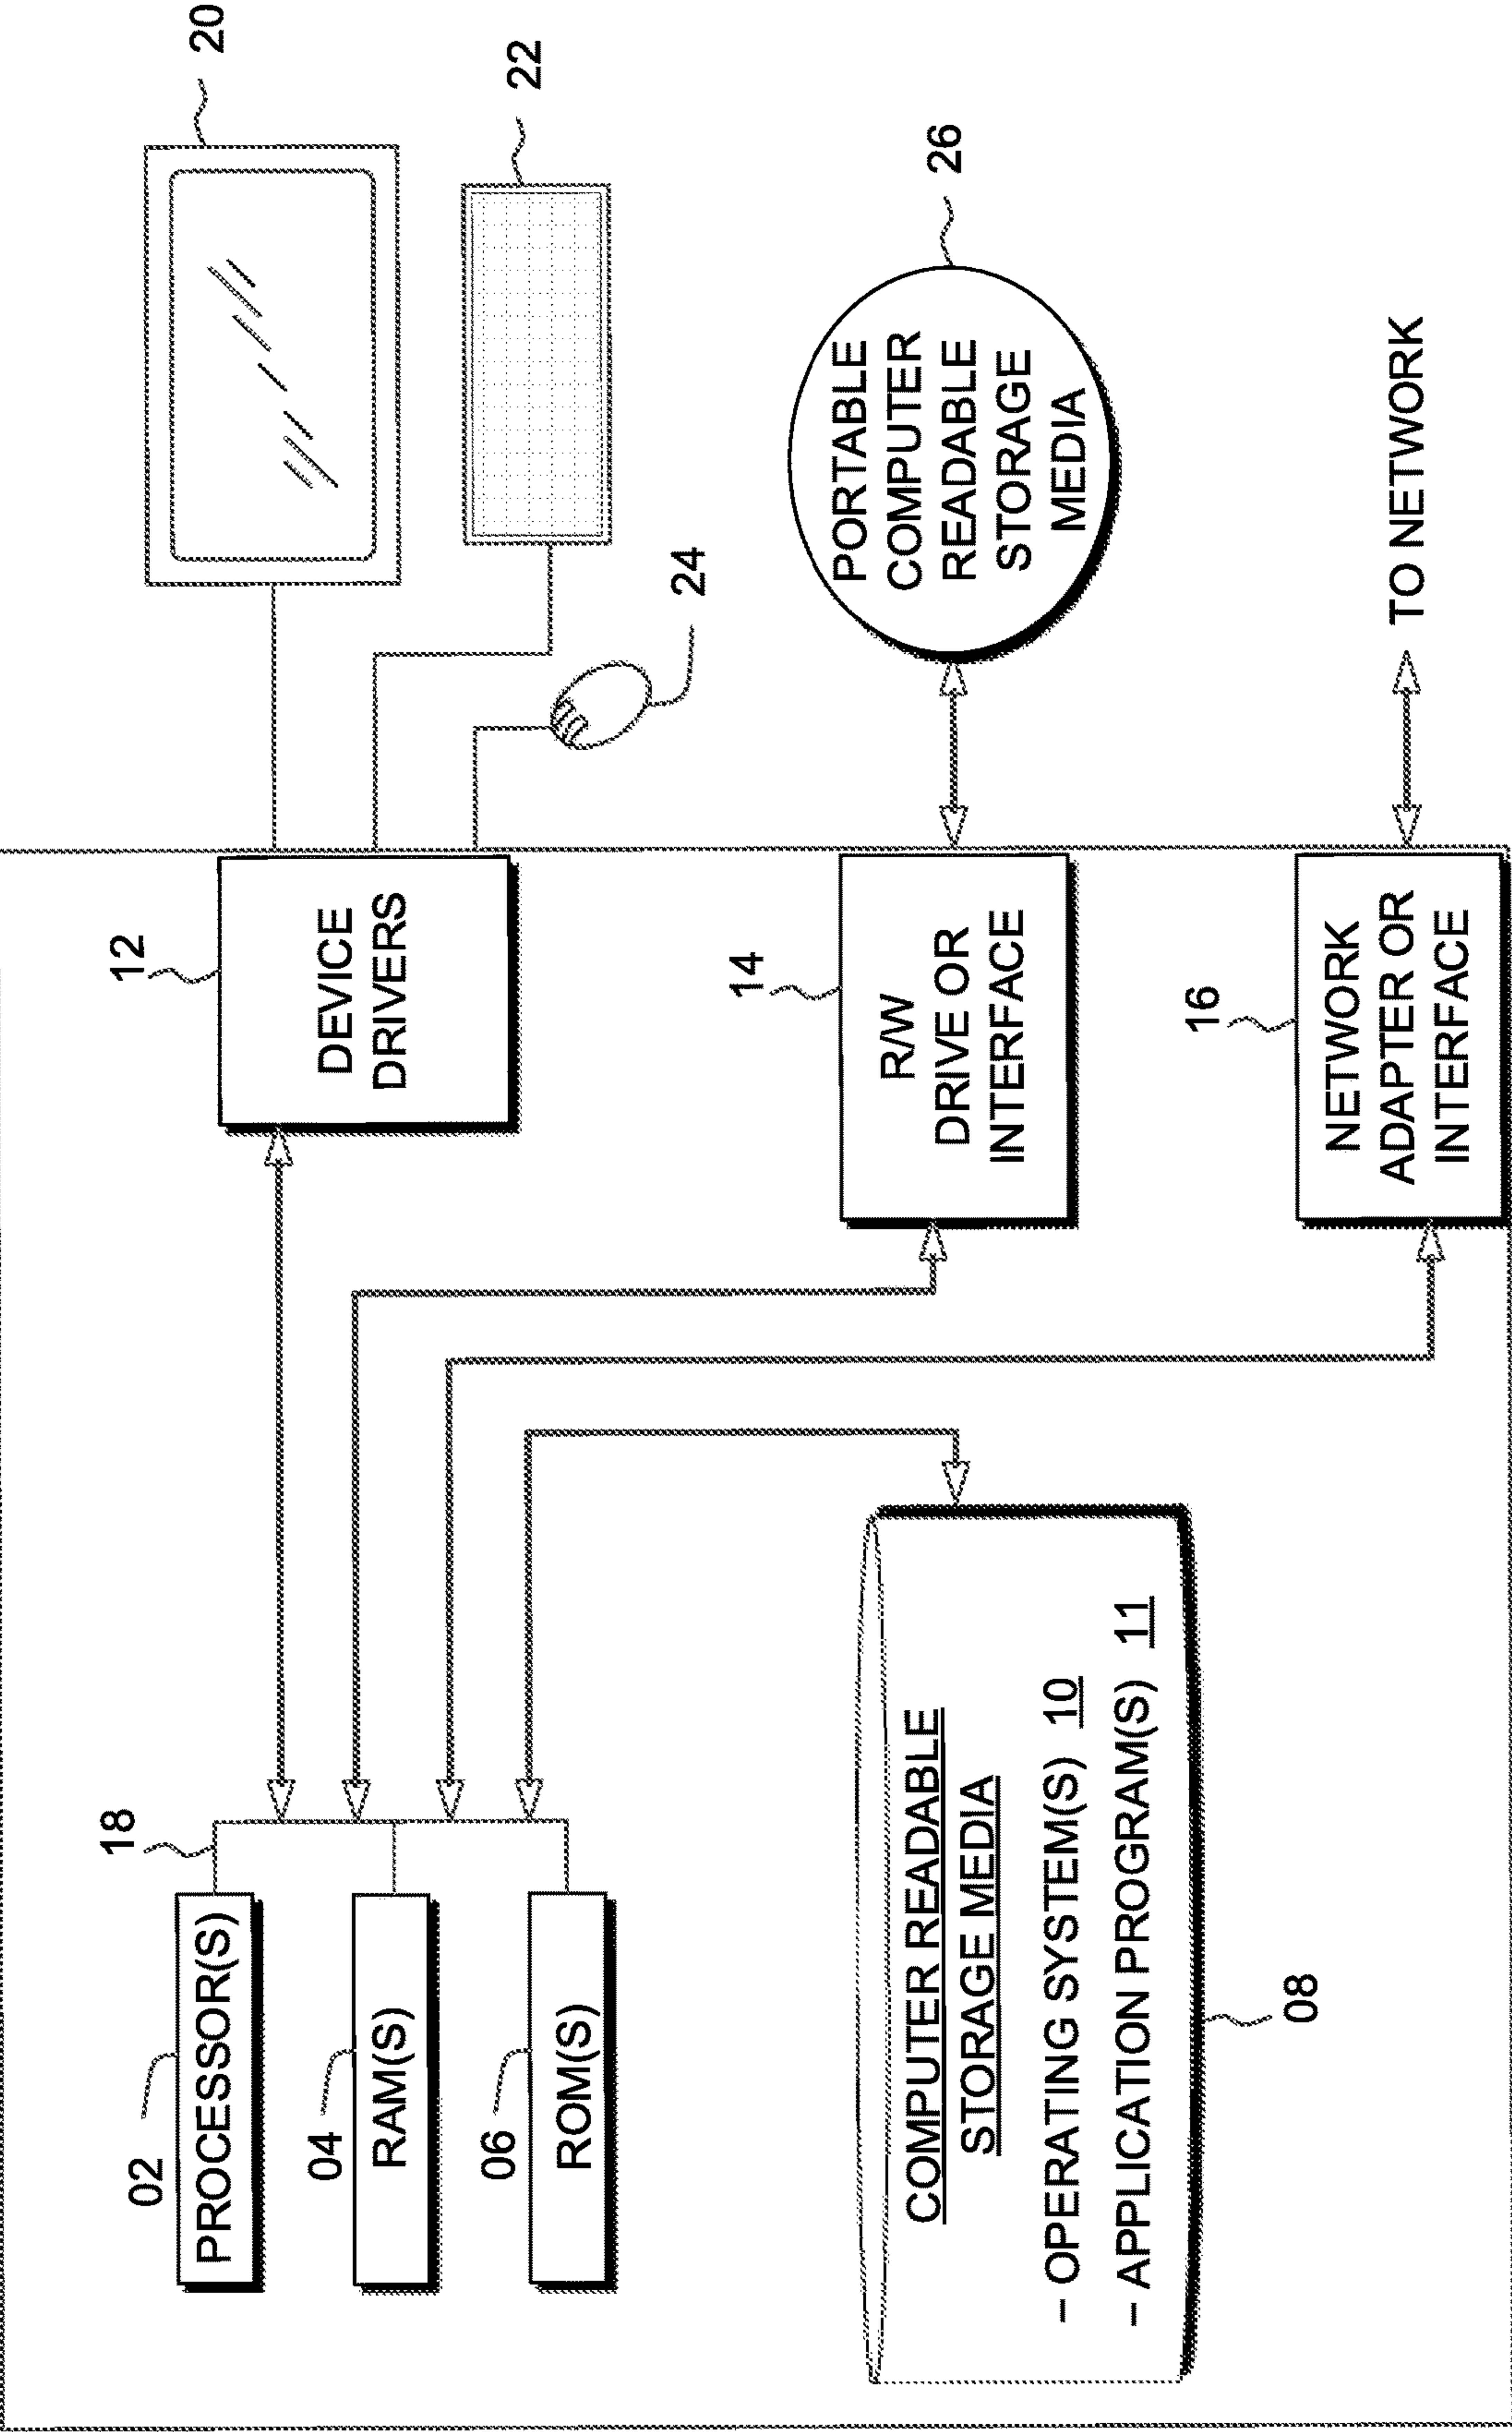 02
PROCESSOR(S)
18
04
RAM(S)
06
ROM(S)
COMPUTER READABLE
STORAGE MEDIA
– OPERATING SYSTEM(S) 10
– APPLICATION PROGRAM(S) 11
08
12
DEVICE
DRIVERS
14
R/W
DRIVE OR
INTERFACE
16
NETWORK
ADAPTER OR
INTERFACE
20
22
24
26
PORTABLE
COMPUTER
READABLE
STORAGE
MEDIA
TO NETWORK